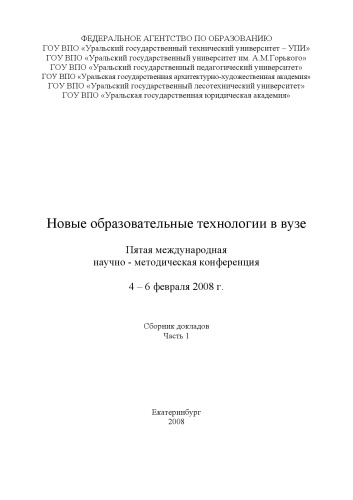 ФЕДЕРАЛЬНОЕ АГЕНТСТВО ПО ОБРАЗОВАНИЮ
ГОУ ВПО «Уральский государственный технический университет – УПИ»
ГОУ ВПО «Уральский государственный университет им. А.М.Горького»
ГОУ ВПО «Уральский государственный педагогический университет»
ГОУ ВПО «Уральская государственная архитектурно-художественная академия»
ГОУ ВПО «Уральский государственный лесотехнический университет»
ГОУ ВПО «Уральская государственная юридическая академия»
Новые образовательные технологии в вузе
Пятая международная
научно - методическая конференция
4 – 6 февраля 2008 г.
Сборник докладов
Часть 1
Екатеринбург
2008